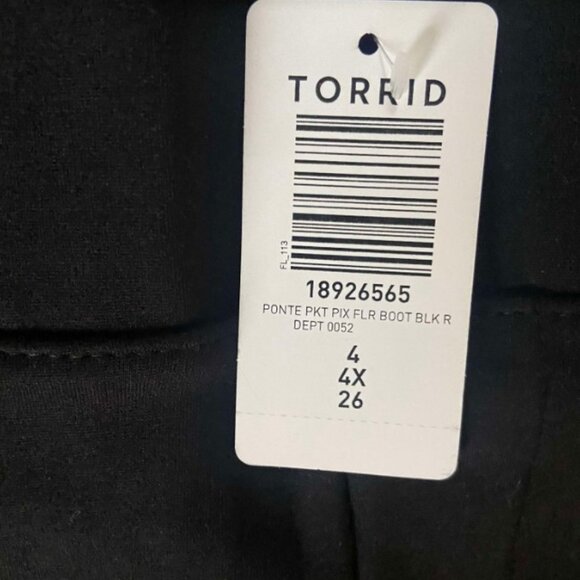 TORRID
FL_113
18926565
PONTE PKT PIX FLR BOOT BLK R
DEPT 0052
4
4X
26